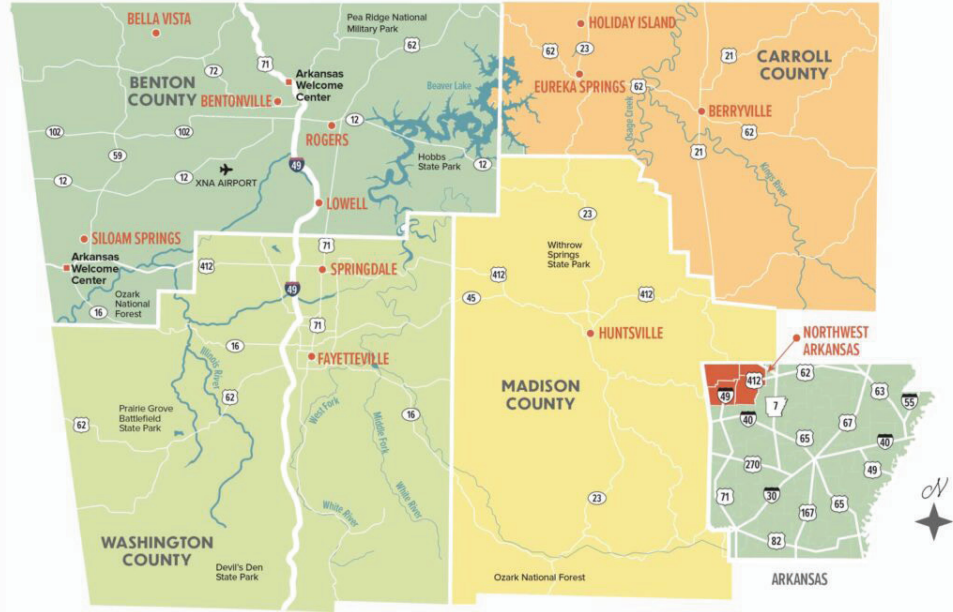 BELLA VISTA
Pea Ridge National
Military Park
62
71
72
BENTON
COUNTY
Arkansas
Welcome
Center
BENTONVILLE
Beaver Lake
HOLIDAY ISLAND
62
23
EUREKA SPRINGS
CARROLL
COUNTY
21
62
Osage Creek
BERRYVILLE
62
21
Kings River
102
102
12
ROGERS
59
12
12
XNA AIRPORT
49
Hobbs
State Park
12
LOWELL
SILOAM SPRINGS
Arkansas
Welcome
Center
412
71
SPRINGDALE
16
Ozark
National
Forest
49
23
Withrow
Springs
State Park
412
45
412
HUNTSVILLE
71
16
FAYETTEVILLE
Illinois River
62
Prairie Grove
Battlefield
State Park
62
West Fork
Middle Fork
16
White River
White River
MADISON
COUNTY
23
WASHINGTON
COUNTY
Devil's Den
State Park
Ozark National Forest
NORTHWEST
ARKANSAS
412
62
49
7
63
55
40
65
67
40
270
49
71
30
167
65
82
ARKANSAS
N